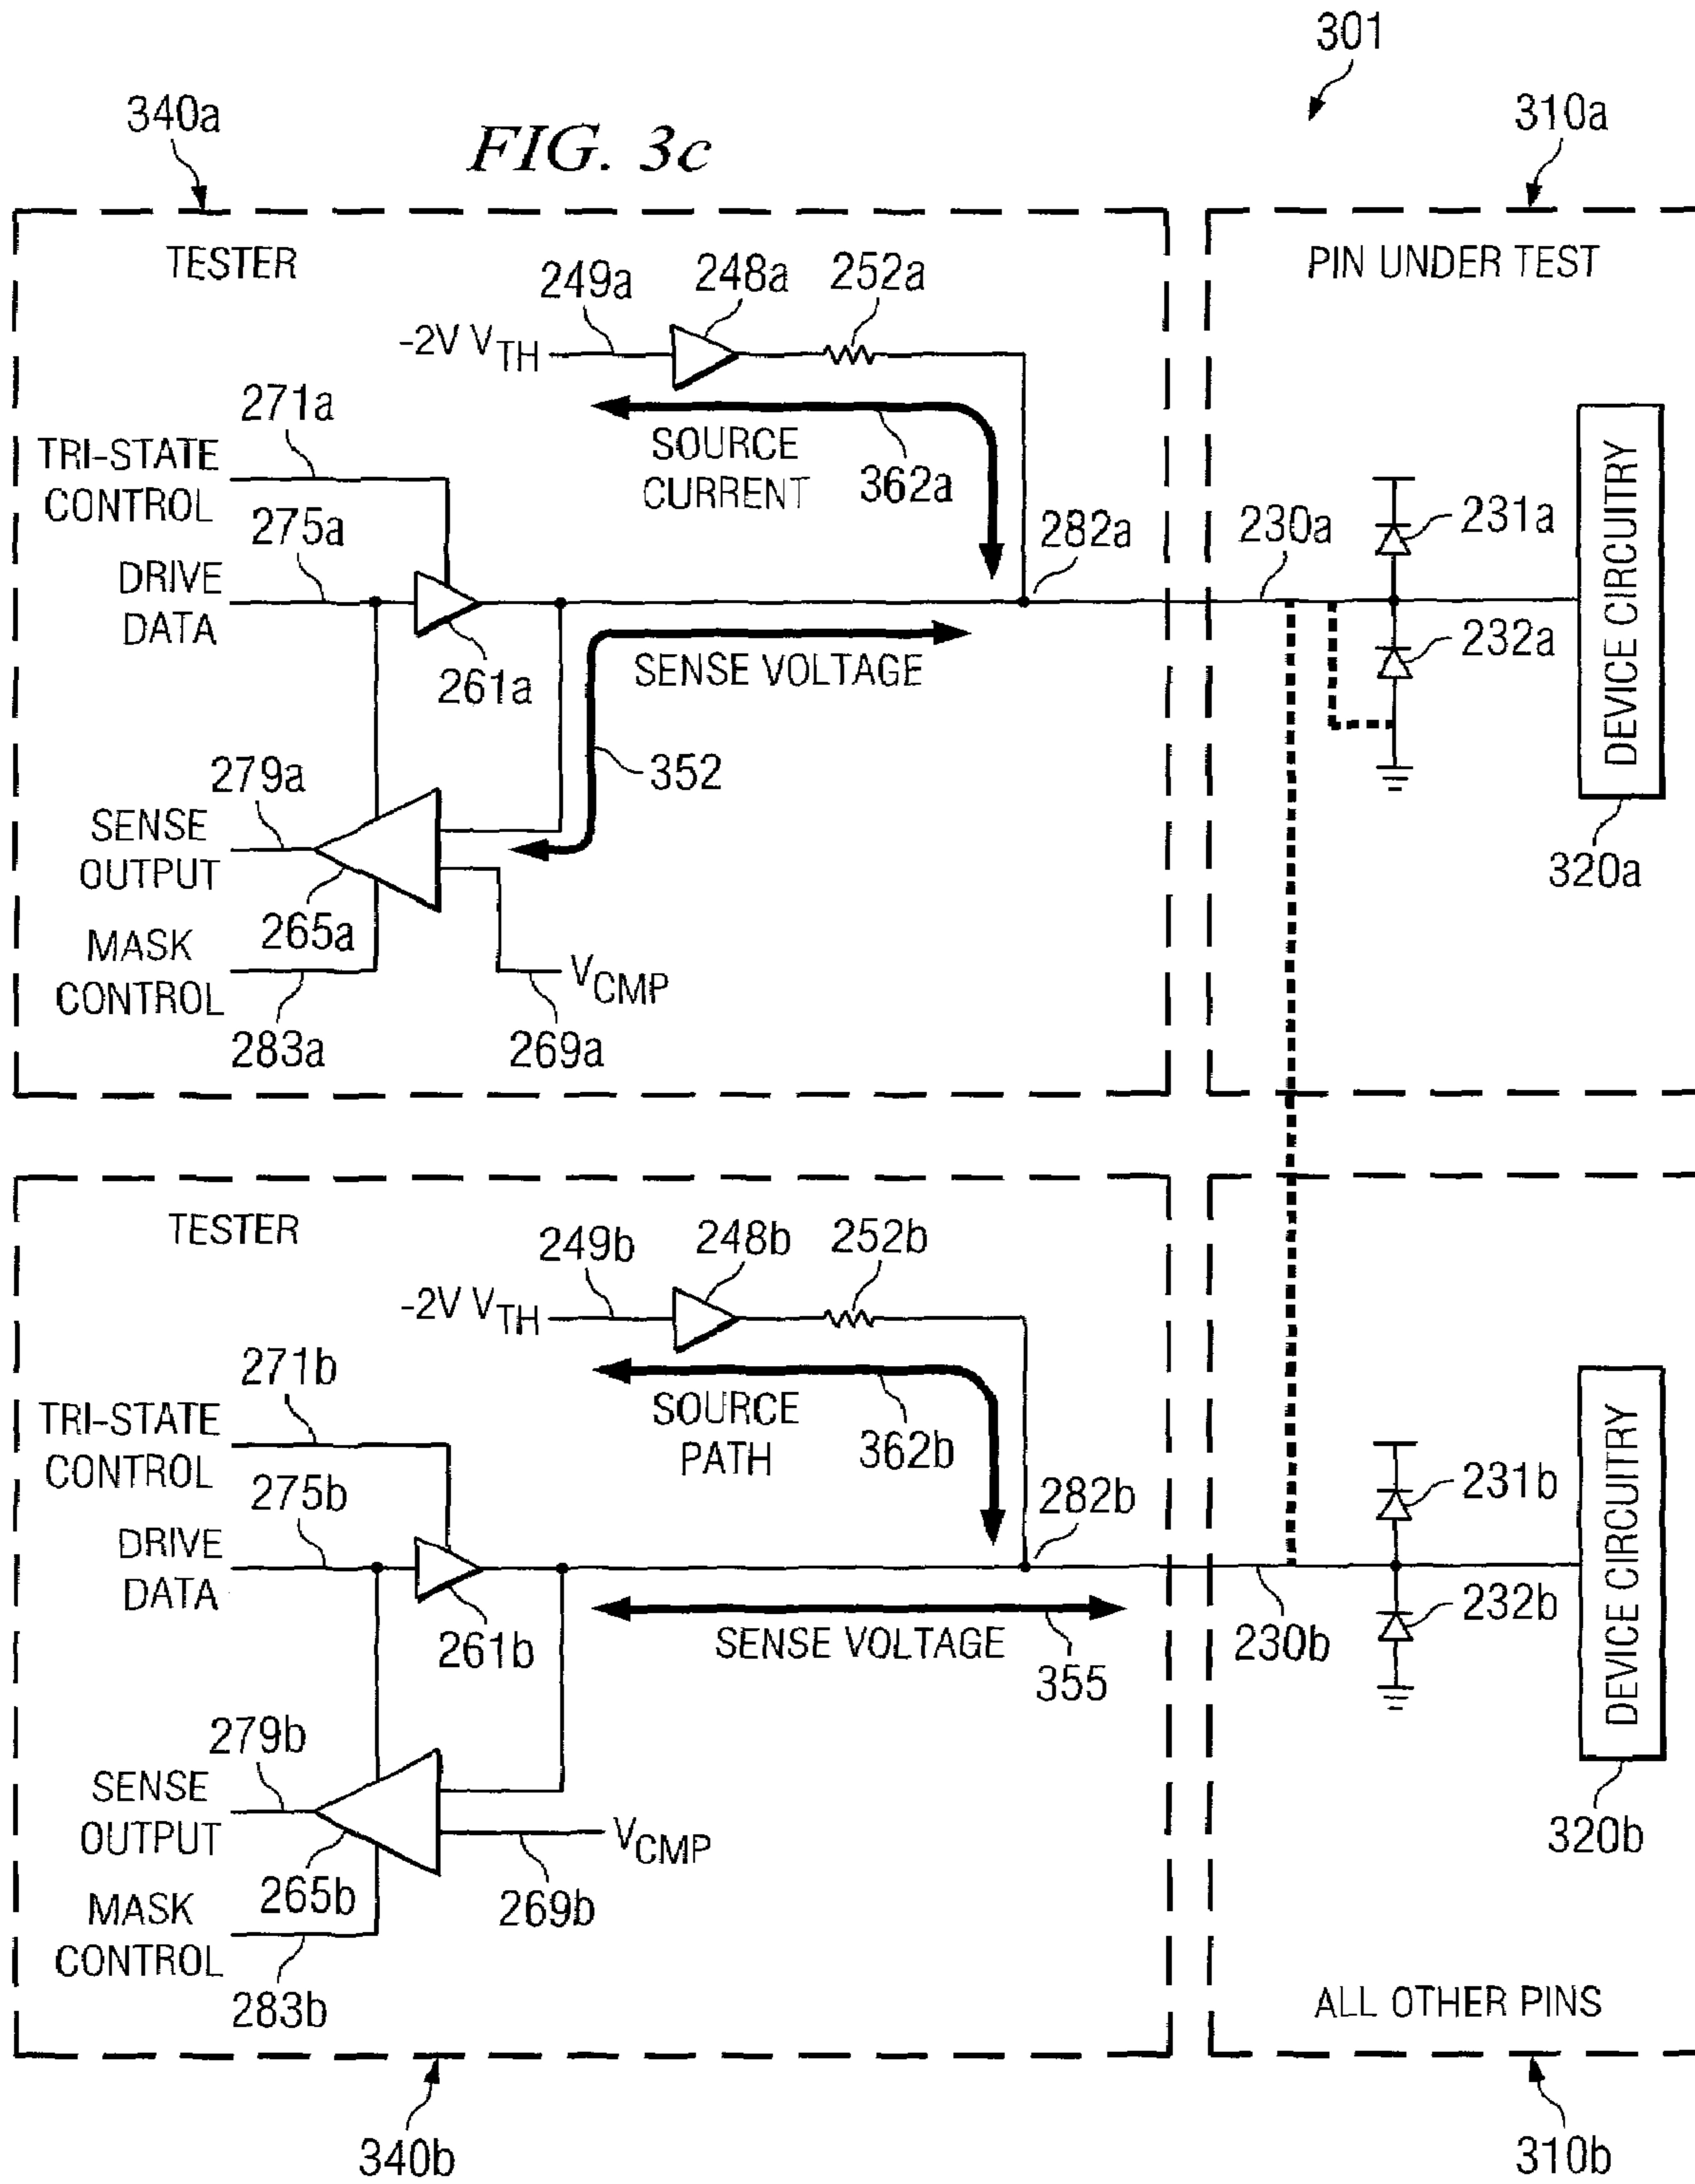 301
340a
FIG. 3c
310a
TESTER
PIN UNDER TEST
249a
248a
252a
-2V VTH
271a
SOURCE
CURRENT
362a
TRI-STATE
CONTROL
275a
282a
230a
231a
DRIVE
DATA
232a
261a
SENSE VOLTAGE
DEVICE CIRCUITRY
352
279a
SENSE
OUTPUT
320a
265a
MASK
CONTROL
VCMP
283a
269a
TESTER
249b
248b
252b
-2V VTH
271b
SOURCE
PATH
362b
TRI-STATE
CONTROL
275b
282b
231b
DRIVE
DATA
232b
261b
SENSE VOLTAGE
230b
355
DEVICE CIRCUITRY
279b
SENSE
OUTPUT
VCMP
320b
265b
269b
MASK
CONTROL
283b
ALL OTHER PINS
340b
310b